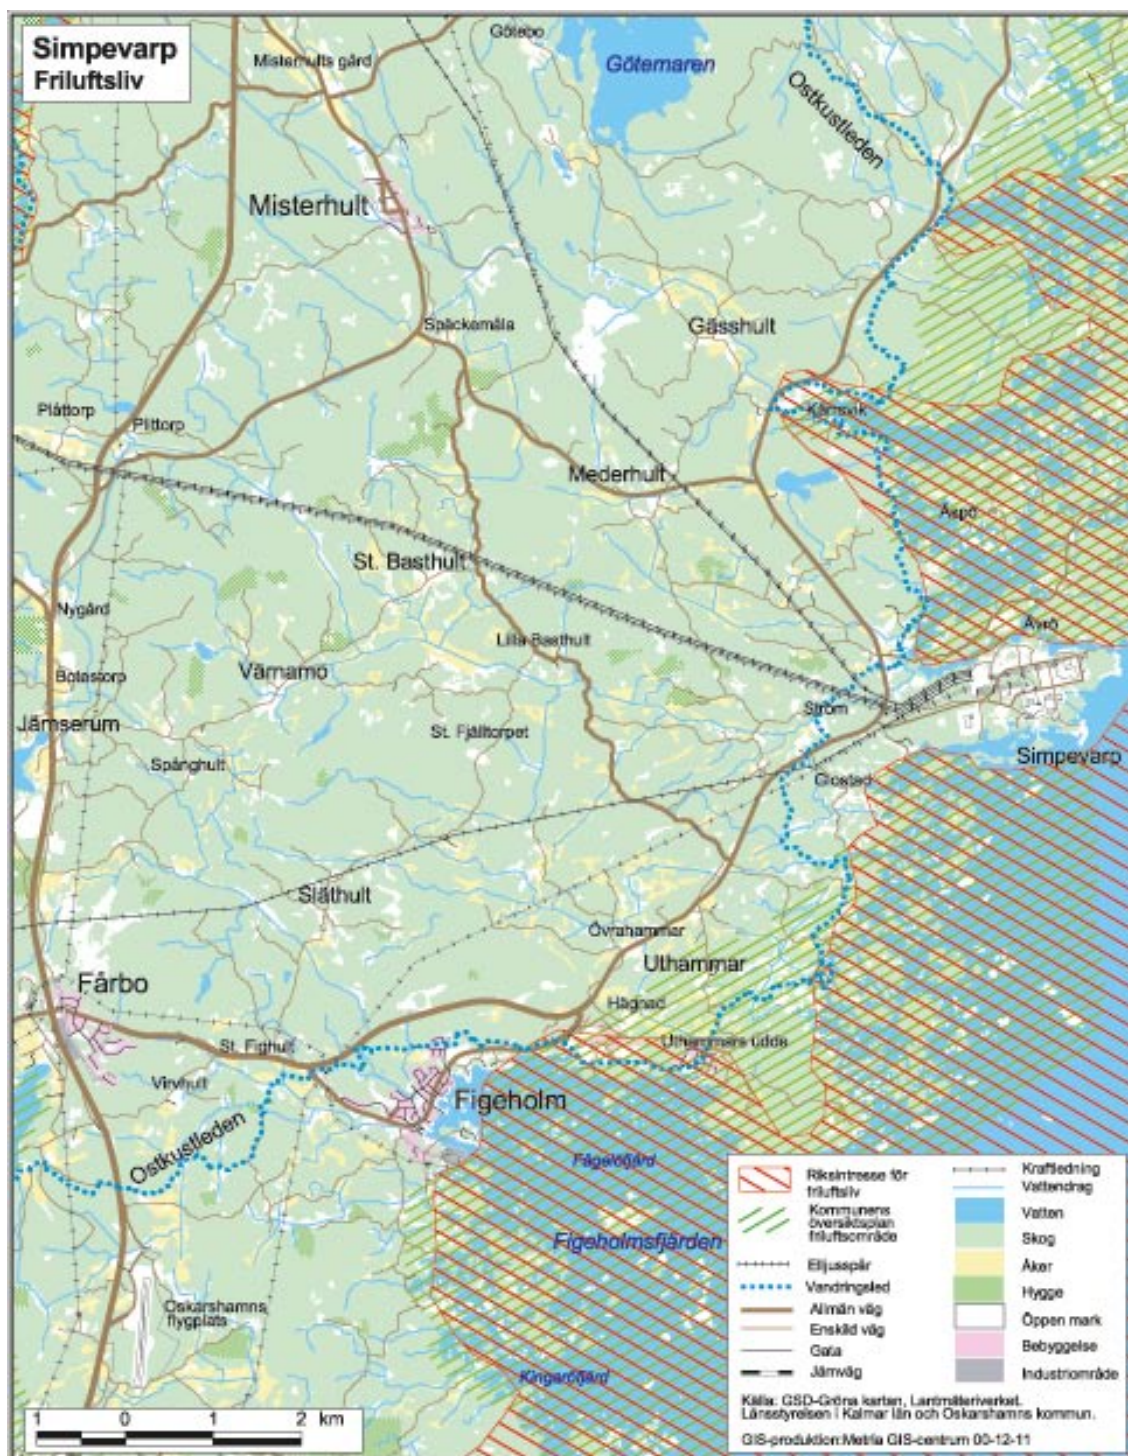 Simpevarp
Friluftsliv
Götebo
Misterhults gård
Götemaren
Ostkustleden
Misterhult
Späckemåla
Gässhult
Plåttorp
Plittorp
Kärnsvik
Mederhult
Äspö
St. Basthult
Nygård
Lilla Basthult
Ävrö
Värnamo
Botestorp
Ström
Jämserum
St. Fjälltorpet
Spånghult
Simpevarp
Glostad
Släthult
Övrahammar
Uthammar
Fårbo
Hägnad
St. Fighult
Uthammars udde
Virvhult
Figeholm
Ostkustleden
Fågelöfjärd
Figeholmsfjärden
Oskarshamns
flygplats
Kingsröfjärd
Riksintresse för
friluftsliv
Kommunens
översiktsplan
friluftsområde
Elljusspår
Vandringsled
Allmän väg
Enskild väg
Gata
Järnväg
Kraftledning
Vattendrag
Vatten
Skog
Åker
Hygge
Öppen mark
Bebyggelse
Industriområde
Källa: GSD-Gröna kartan, Lantmäteriverket.
Länsstyrelsen i Kalmar län och Oskarshamns kommun.
GIS-produktion:Metria GIS-centrum 00-12-11
1 0 1 2 km